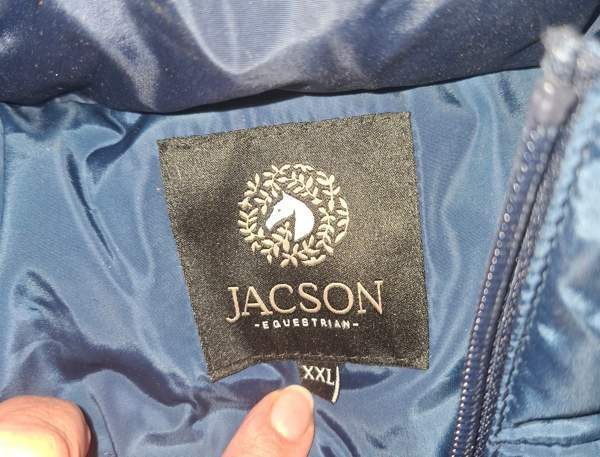 JACSON
-EQUESTRIAN-
XXL